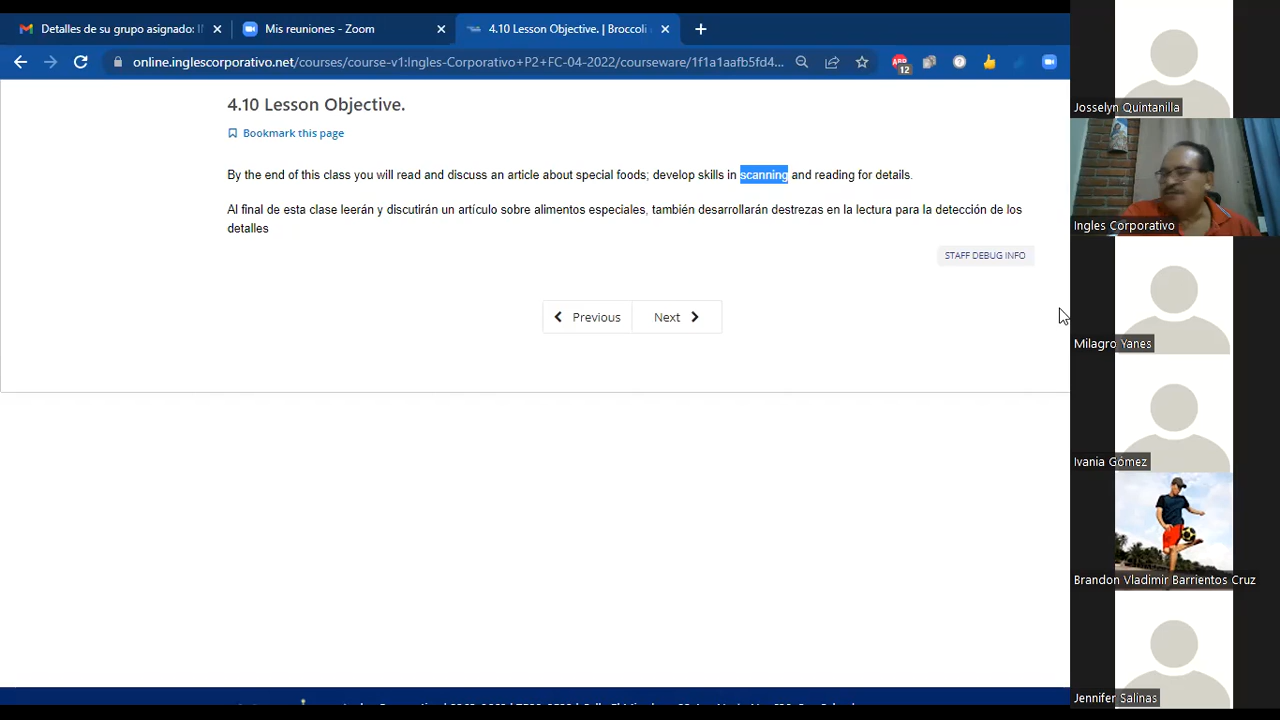 Detalles de su grupo asignado: I
Mis reuniones - Zoom
4.10 Lesson Objective. | Broccoli
online.inglescorporativo.net/courses/course-v1:Ingles-Corporativo+P2+FC-04-2022/courseware/1f1a1aafb5fd4...
ABP
12
4.10 Lesson Objective.
Bookmark this page
By the end of this class you will read and discuss an article about special foods; develop skills in scanning and reading for details.
Al final de esta clase leerán y discutirán un artículo sobre alimentos especiales, también desarrollarán destrezas en la lectura para la detección de los
detalles
STAFF DEBUG INFO
Previous
Next
Josselyn Quintanilla
Ingles Corporativo
Milagro Yanes
Ivania Gómez
Brandon Vladimir Barrientos Cruz
Jennifer Salinas